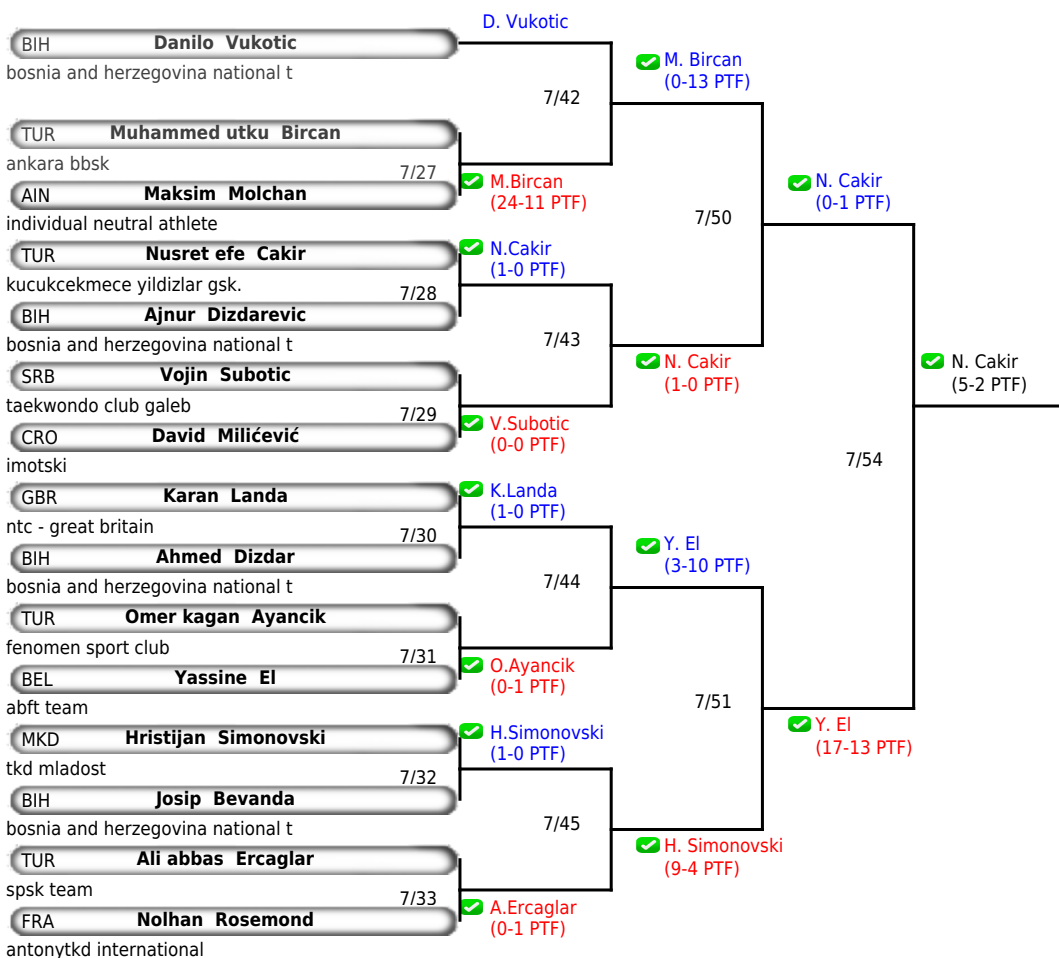 D. Vukotic
BIH Danilo Vukotic
bosnia and herzegovina national t
M. Bircan
(0-13 PTF)
7/42
TUR Muhammed utku Bircan
ankara bbsk
7/27
M.Bircan
(24-11 PTF)
AIN Maksim Molchan
individual neutral athlete
N. Cakir
(0-1 PTF)
7/50
TUR Nusret efe Cakir
kucukcekmece yildizlar gsk.
N.Cakir
(1-0 PTF)
7/28
BIH Ajnur Dizdarevic
bosnia and herzegovina national t
7/43
SRB Vojin Subotic
taekwondo club galeb
N. Cakir
(1-0 PTF)
N. Cakir
(5-2 PTF)
7/29
CRO David Milićević
imotski
V.Subotic
(0-0 PTF)
7/54
GBR Karan Landa
ntc - great britain
K.Landa
(1-0 PTF)
7/30
BIH Ahmed Dizdar
bosnia and herzegovina national t
Y. El
(3-10 PTF)
7/44
TUR Omer kagan Ayancik
fenomen sport club
7/31
BEL Yassine El
abft team
O.Ayancik
(0-1 PTF)
7/51
MKD Hristijan Simonovski
tkd mladost
H.Simonovski
(1-0 PTF)
Y. El
(17-13 PTF)
7/32
BIH Josip Bevanda
bosnia and herzegovina national t
7/45
TUR Ali abbas Ercaglar
spsk team
H. Simonovski
(9-4 PTF)
7/33
FRA Nolhan Rosemond
antonytkd international
A.Ercaglar
(0-1 PTF)